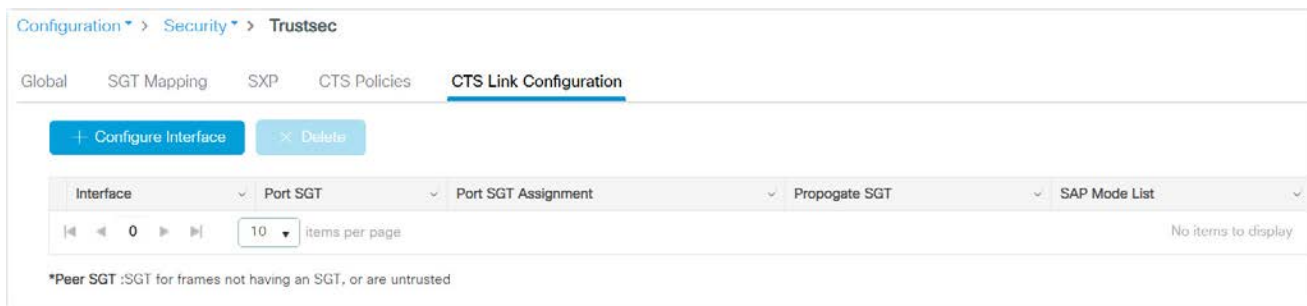 Configuration > Security > Trustsec
Global SGT Mapping SXP CTS Policies CTS Link Configuration
+ Configure Interface × Delete
Interface Port SGT Port SGT Assignment Propogate SGT SAP Mode List
0 10 items per page No items to display
*Peer SGT :SGT for frames not having an SGT, or are untrusted